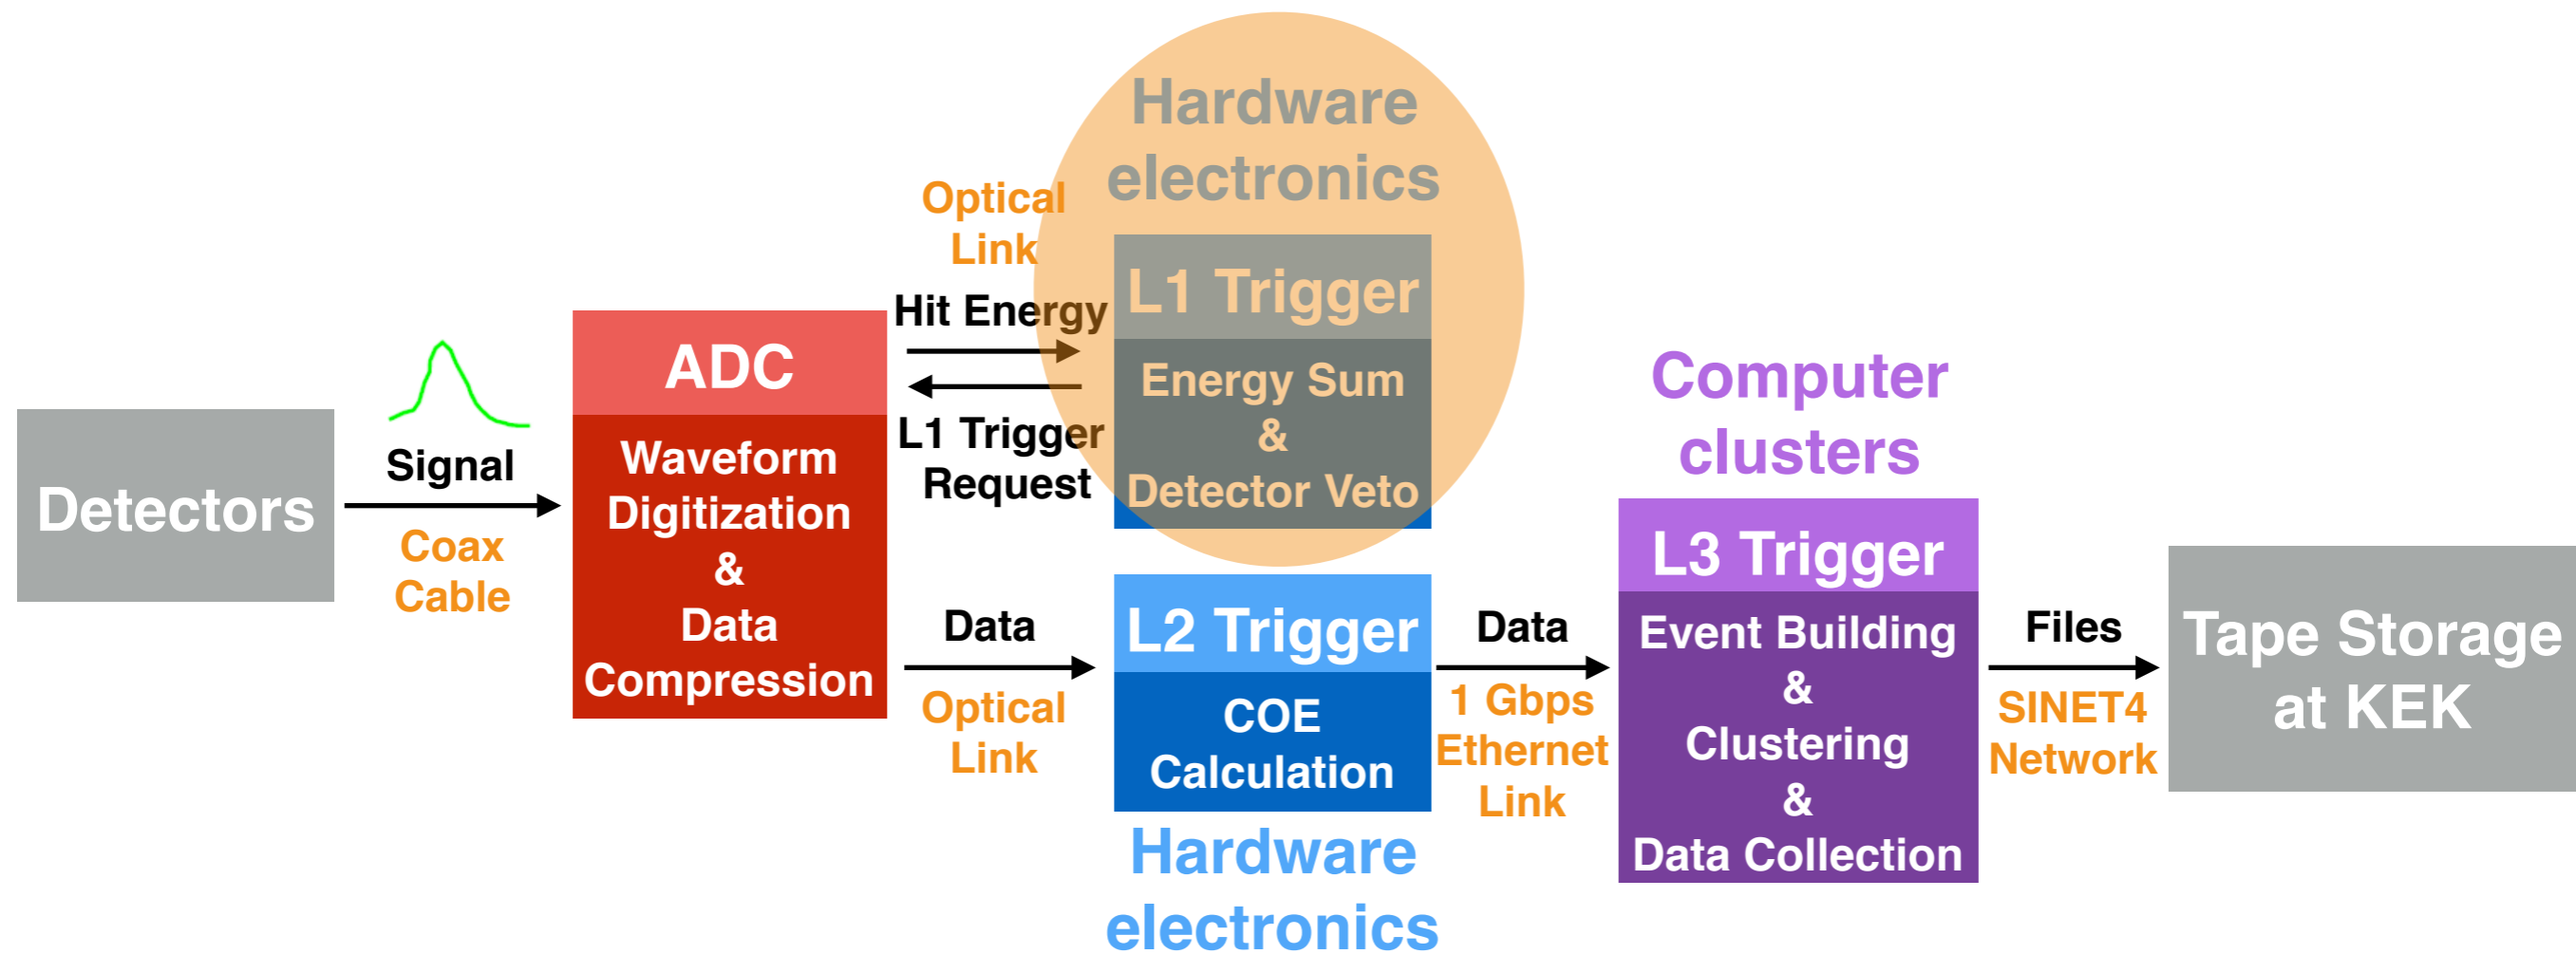 Detectors
Signal
Coax
Cable
ADC
Waveform
Digitization
&
Data
Compression
Optical
Link
Hit Energy
L1 Trigger
Request
Data
Optical
Link
Hardware
electronics
L1 Trigger
Energy Sum
&
Detector Veto
L2 Trigger
COE
Calculation
Hardware
electronics
Data
1 Gbps
Ethernet
Link
Computer
clusters
L3 Trigger
Event Building
&
Clustering
&
Data Collection
Files
SINET4
Network
Tape Storage
at KEK